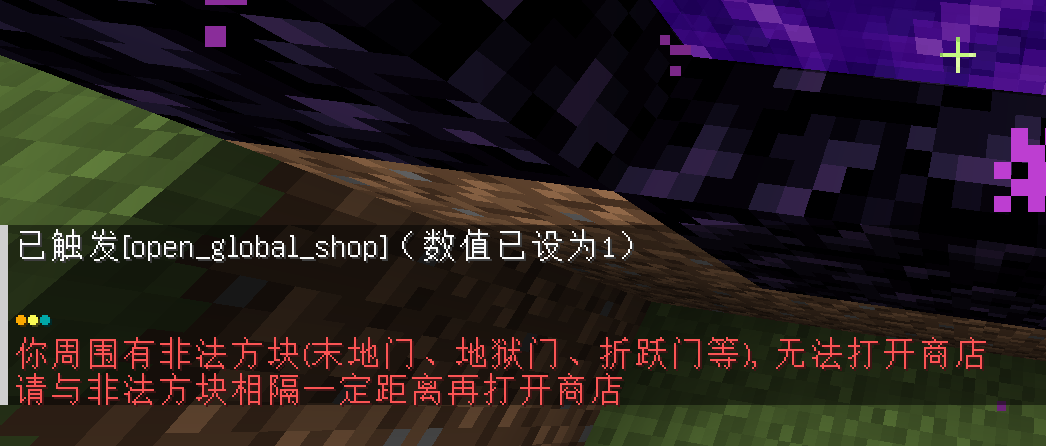 已触发[open_global_shop]（数值已设为1）
你周围有非法方块(末地门、地狱门、折跃门等), 无法打开商店
请与非法方块相隔一定距离再打开商店